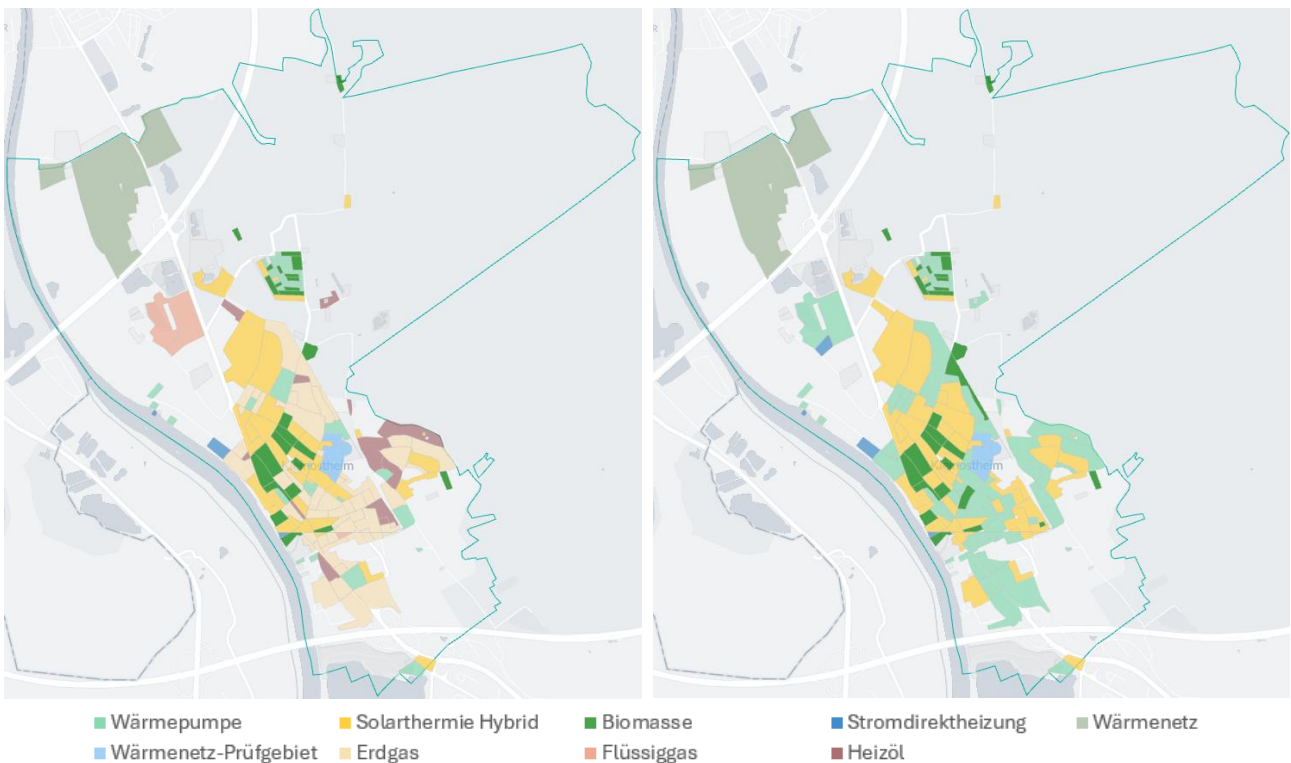 Wärmepumpe Solarthermie Hybrid Biomasse Stromdirektheizung Wärmenetz
Wärmenetz-Prüfgebiet Erdgas Flüssiggas Heizöl